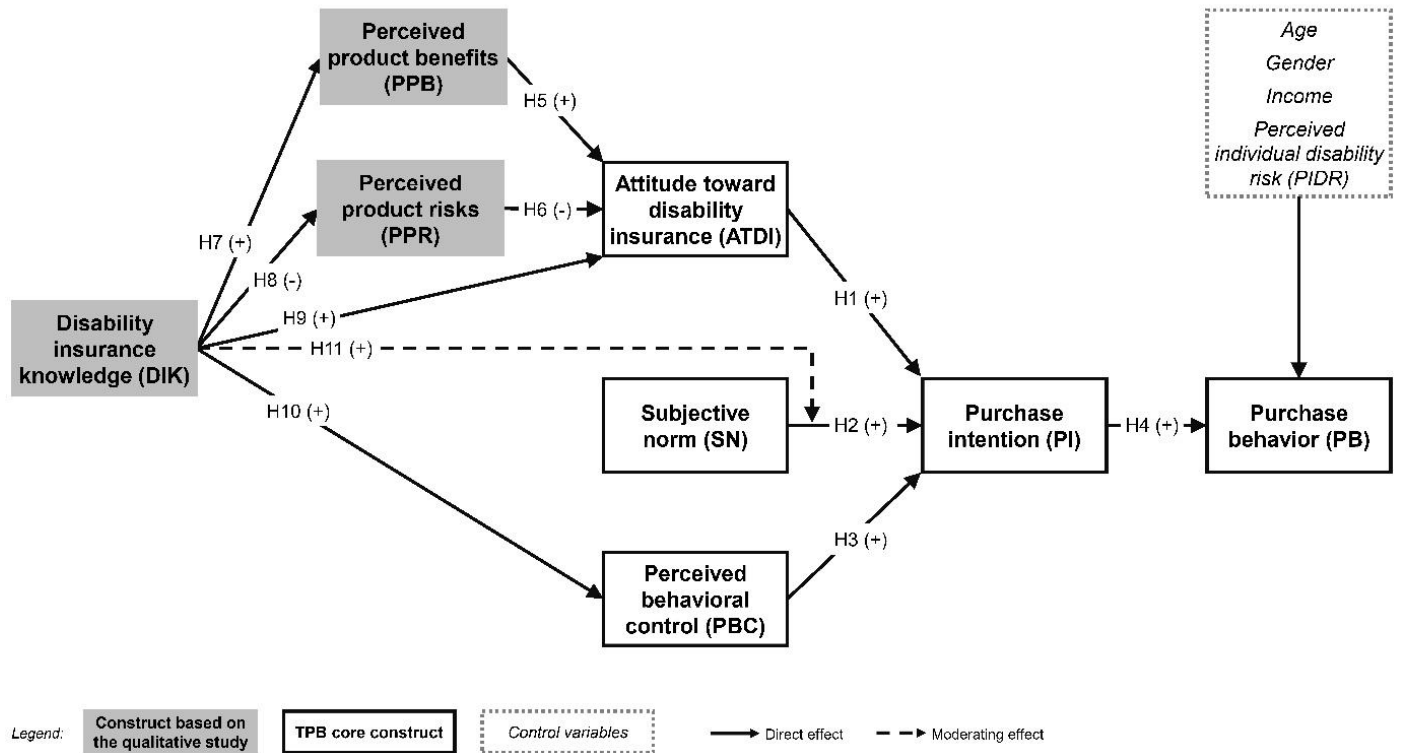 Perceived
product benefits
(PPB)
Age
Gender
Income
Perceived
individual disability
risk (PIDR)
H5 (+)
Perceived
product risks
(PPR)
H6 (-)
Attitude toward
disability
insurance (ATDI)
H7 (+)
H8 (-)
H9 (+)
H1 (+)
Disability
insurance
knowledge (DIK)
H11 (+)
H10 (+)
Subjective
norm (SN)
H2 (+)
Purchase
intention (PI)
H4 (+)
Purchase
behavior (PB)
H3 (+)
Perceived
behavioral
control (PBC)
Legend:
Construct based on
the qualitative study
TPB core construct
Control variables
Direct effect
Moderating effect